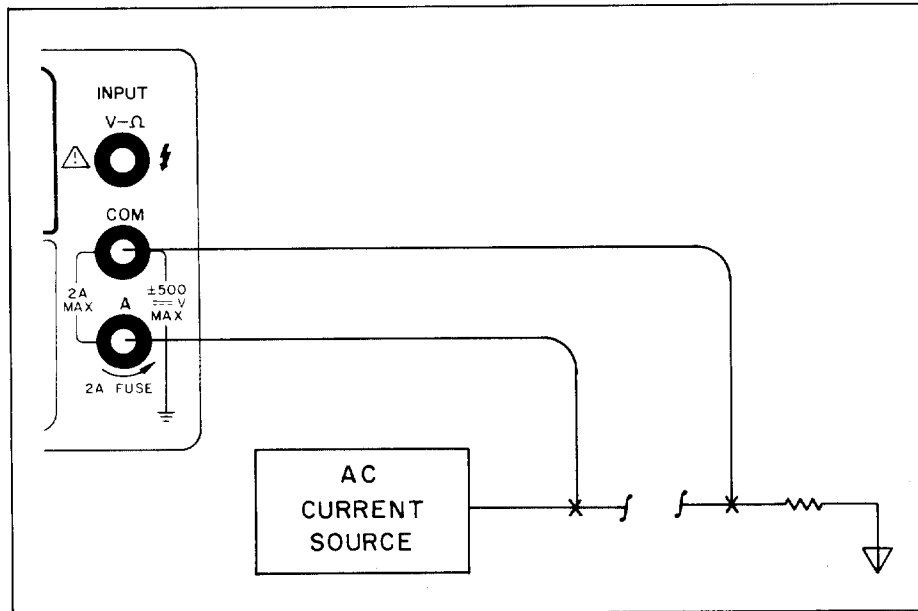 INPUT
V-Ω
COM
2A
MAX
±500
V
MAX
A
2A FUSE
AC
CURRENT
SOURCE